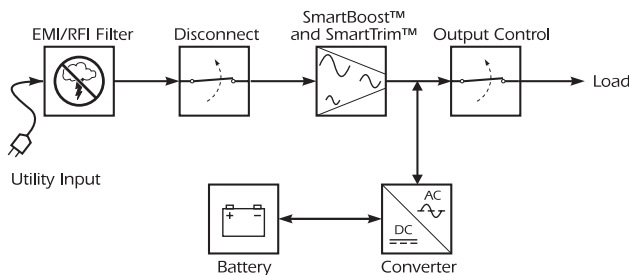 SmartBoost™
and SmartTrim™
EMI/RFI Filter
Disconnect
Output Control
Load
Utility Input
AC
DC
+ −
Battery
Converter